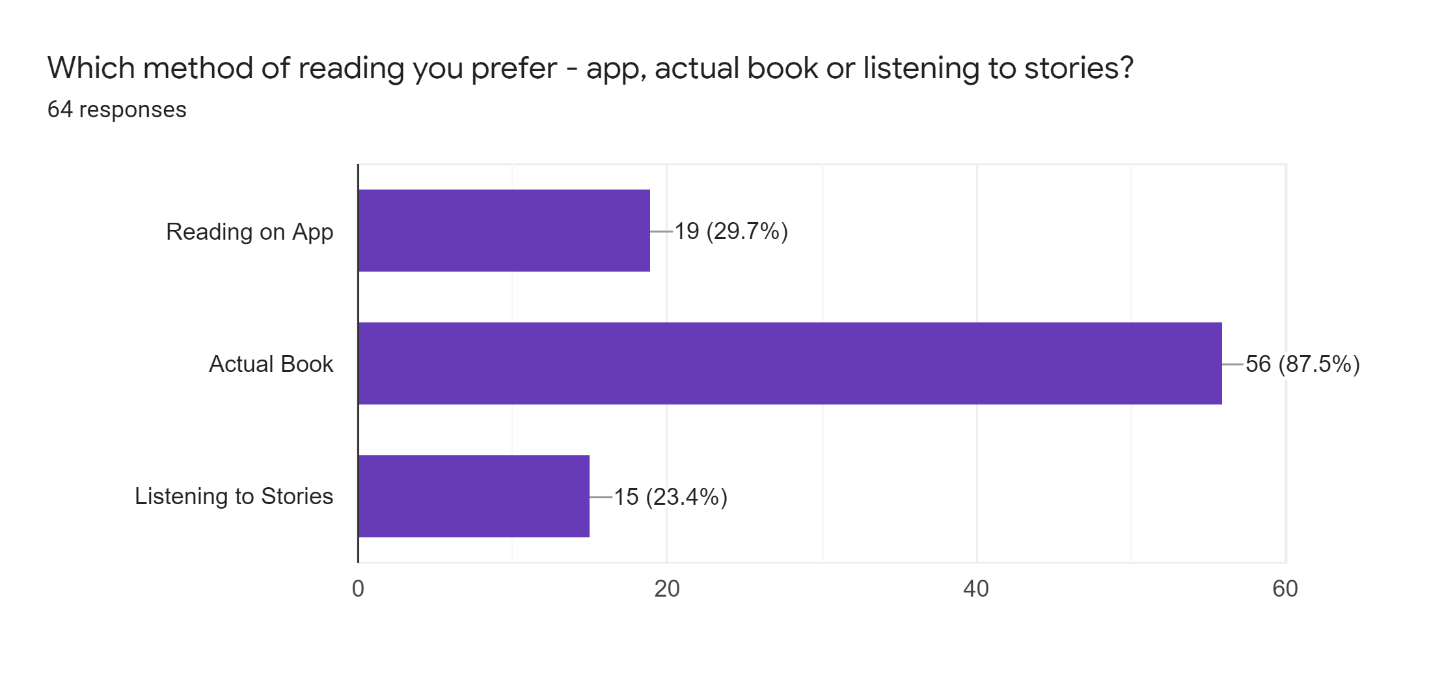 Which method of reading you prefer - app, actual book or listening to stories?
64 responses
Reading on App
19 (29.7%)
Actual Book
56 (87.5%)
Listening to Stories
15 (23.4%)
0 20 40 60